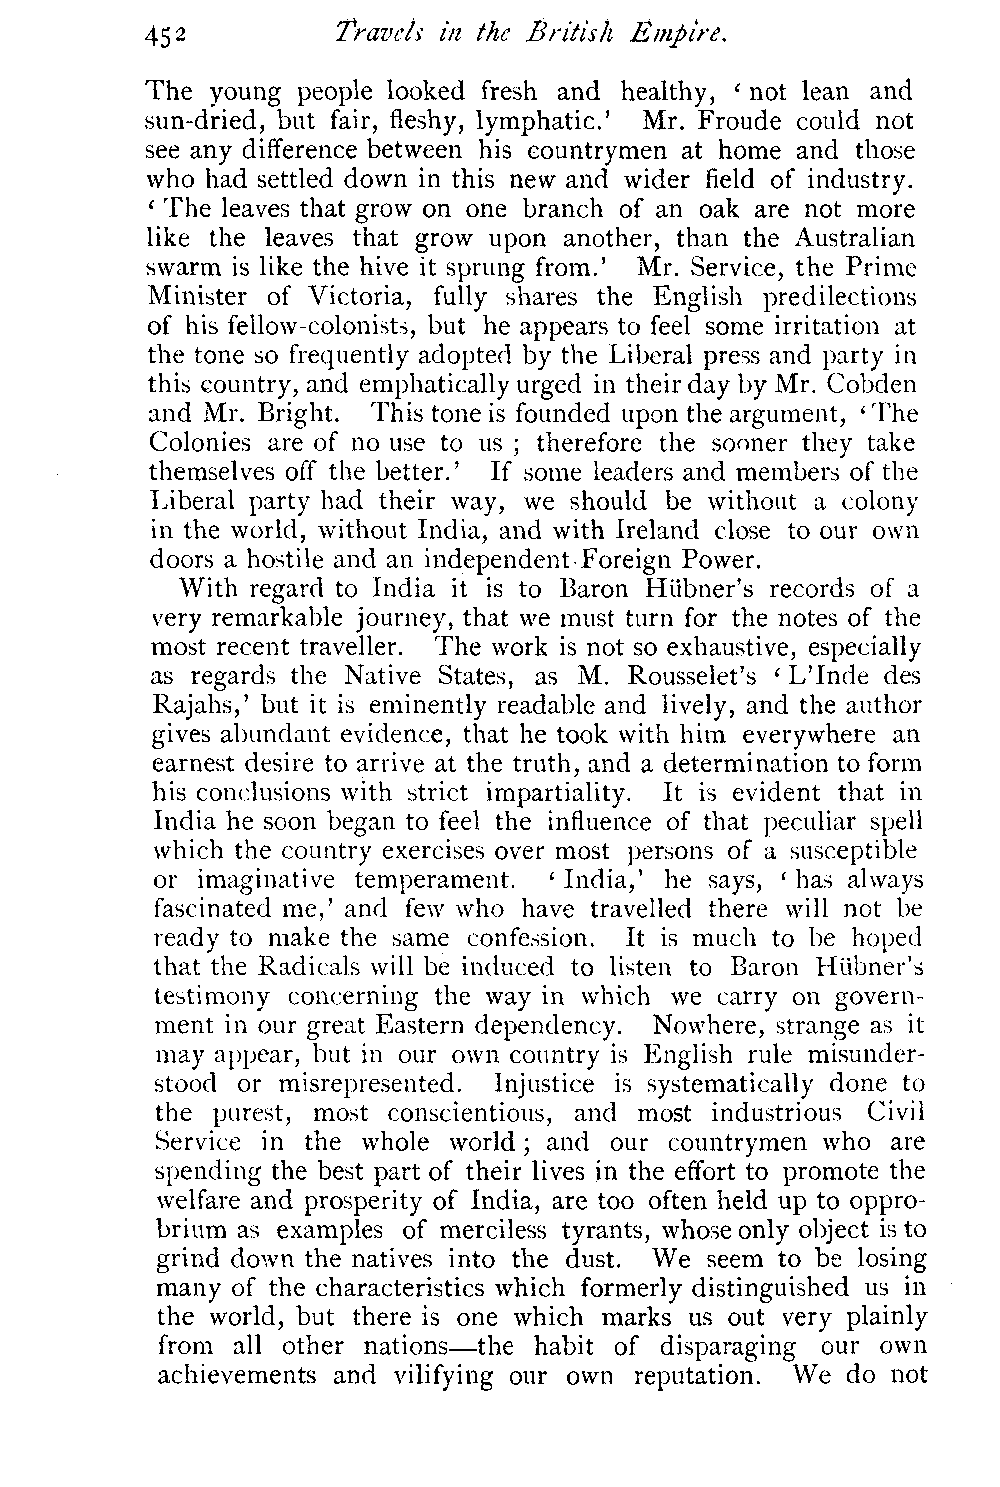 452 Travels in the British Empire.
The young people looked fresh and healthy, ‘ not lean and
sun-dried, but fair, fleshy, lymphatic.’ Mr. Froude could not
see any difference between his countrymen at home and those
who had settled down in this new and wider field of industry.
‘ The leaves that grow on one branch of an oak are not more
like the leaves that grow upon another, than the Australian
swarm is like the hive it sprung from.’ Mr. Service, the Prime
Minister of Victoria, fully shares the English predilections
of his fellow-colonists, but he appears to feel some irritation at
the tone so frequently adopted by the Liberal press and party in
this country, and emphatically urged in their day by Mr. Cobden
and Mr. Bright. This tone is founded upon the argument, ‘ The
Colonies are of no use to us ; therefore the sooner they take
themselves off the better.’ If some leaders and members of the
Liberal party had their way, we should be without a colony
in the world, without India, and with Ireland close to our own
doors a hostile and an independent Foreign Power.
With regard to India it is to Baron Hübner’s records of a
very remarkable journey, that we must turn for the notes of the
most recent traveller. The work is not so exhaustive, especially
as regards the Native States, as M. Rousselet’s ‘ L’Inde des
Rajahs,’ but it is eminently readable and lively, and the author
gives abundant evidence, that he took with him everywhere an
earnest desire to arrive at the truth, and a determination to form
his conclusions with strict impartiality. It is evident that in
India he soon began to feel the influence of that peculiar spell
which the country exercises over most persons of a susceptible
or imaginative temperament. ‘ India,’ he says, ‘ has always
fascinated me,’ and few who have travelled there will not be
ready to make the same confession. It is much to be hoped
that the Radicals will be induced to listen to Baron Hübner’s
testimony concerning the way in which we carry on govern-
ment in our great Eastern dependency. Nowhere, strange as it
may appear, but in our own country is English rule misunder-
stood or misrepresented. Injustice is systematically done to
the purest, most conscientious, and most industrious Civil
Service in the whole world ; and our countrymen who are
spending the best part of their lives in the effort to promote the
welfare and prosperity of India, are too often held up to oppro-
brium as examples of merciless tyrants, whose only object is to
grind down the natives into the dust. We seem to be losing
many of the characteristics which formerly distinguished us in
the world, but there is one which marks us out very plainly
from all other nations—the habit of disparaging our own
achievements and vilifying our own reputation. We do not